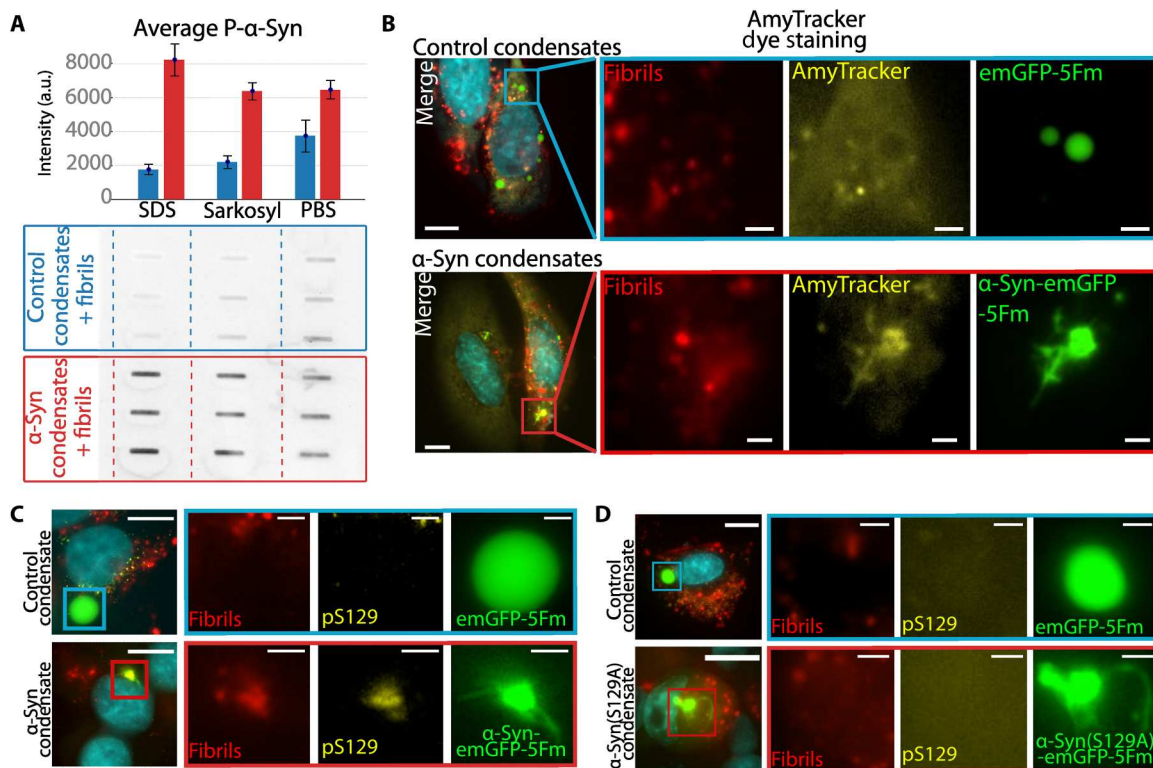 A
Average P-α-Syn
Intensity (a.u.)
8000
6000
4000
2000
0
SDS
Sarkosyl
PBS
Control
condensates
+ fibrils
α-Syn
condensates
+ fibrils
B
AmyTracker
dye staining
Control condensates
Merge
Fibrils
AmyTracker
emGFP-5Fm
α-Syn condensates
Merge
Fibrils
AmyTracker
α-Syn-emGFP
-5Fm
C
Control
condensate
Fibrils
pS129
emGFP-5Fm
α-Syn
condensate
Fibrils
pS129
α-Syn-
emGFP-5Fm
D
Control
condensate
Fibrils
pS129
emGFP-5Fm
α-Syn(S129A)
condensate
Fibrils
pS129
α-Syn(S129A)
-emGFP-5Fm